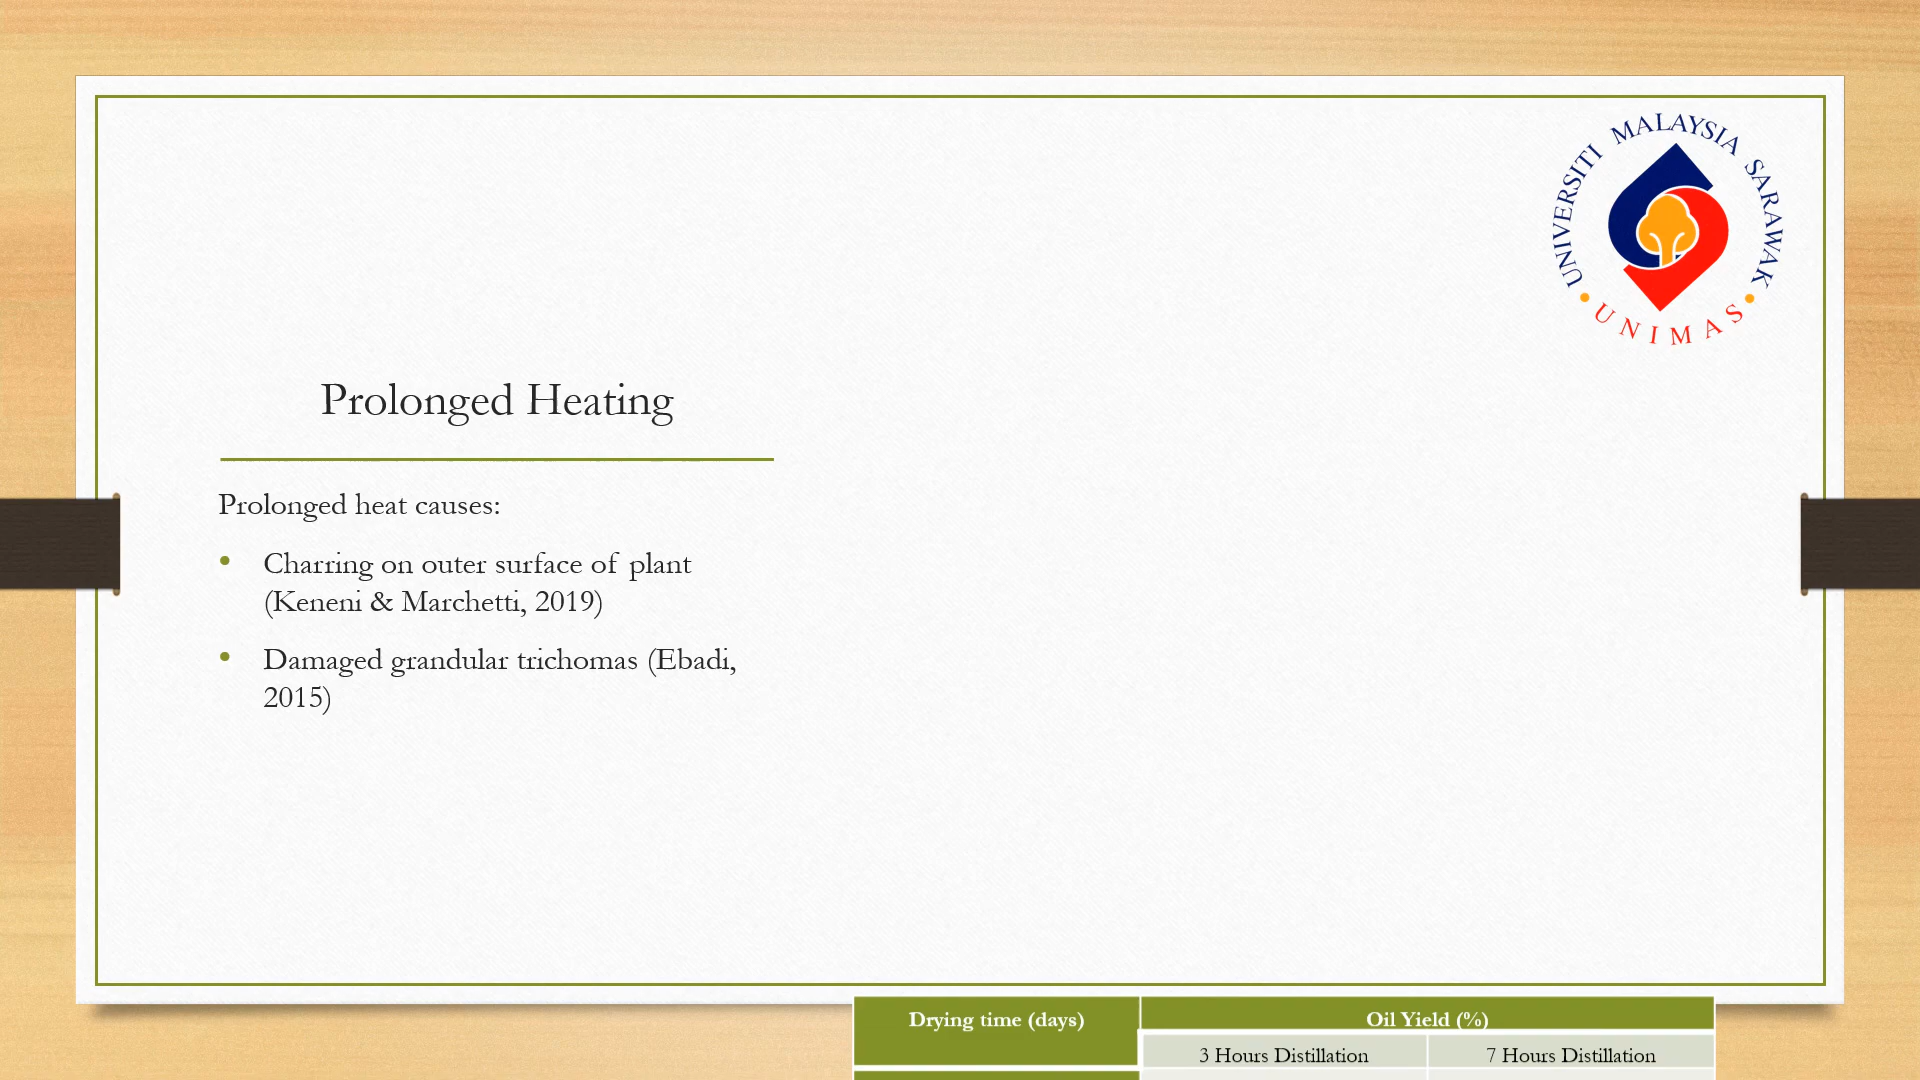 UNIVERSITI MALAYSIA SARAWAK
UNIMAS
Prolonged Heating
Prolonged heat causes:
• Charring on outer surface of plant
(Keneni & Marchetti, 2019)
• Damaged grandular trichomas (Ebadi,
2015)
Drying time (days) Oil Yield (%)
3 Hours Distillation 7 Hours Distillation